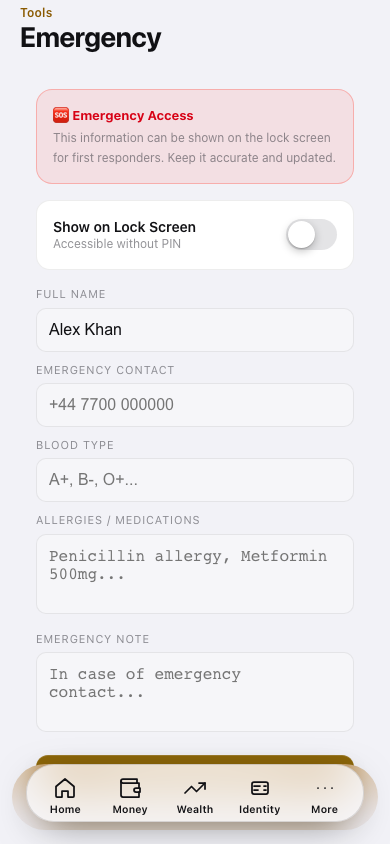 Tools
Emergency
🆘 Emergency Access
This information can be shown on the lock screen
for first responders. Keep it accurate and updated.
Show on Lock Screen
Accessible without PIN
FULL NAME
Alex Khan
EMERGENCY CONTACT
+44 7700 000000
BLOOD TYPE
A+, B-, O+...
ALLERGIES / MEDICATIONS
Penicillin allergy, Metformin
500mg...
EMERGENCY NOTE
In case of emergency
contact...
Home Money Wealth Identity More